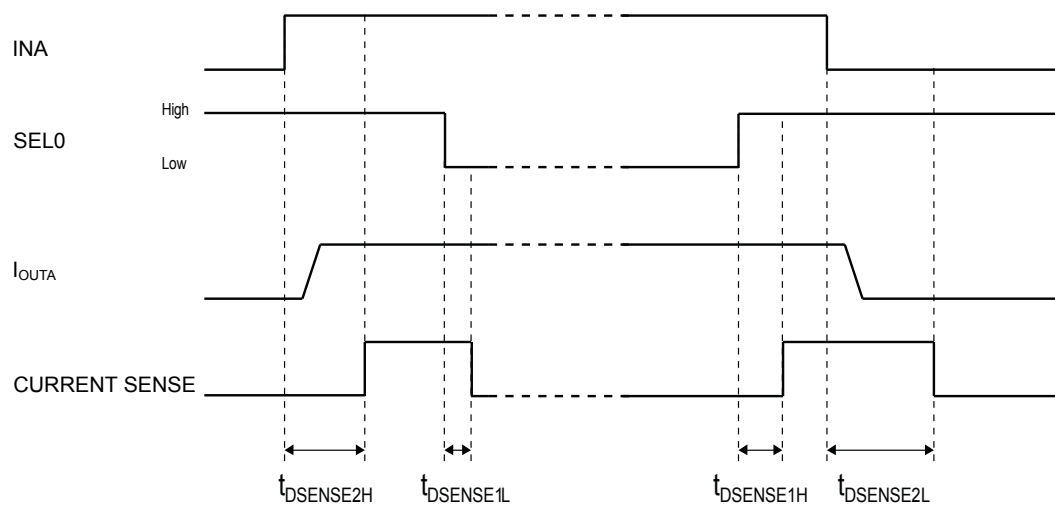 INA
High
SEL0
Low
IOUTA
CURRENT SENSE
tDSENSE2H
tDSENSE1L
tDSENSE1H
tDSENSE2L